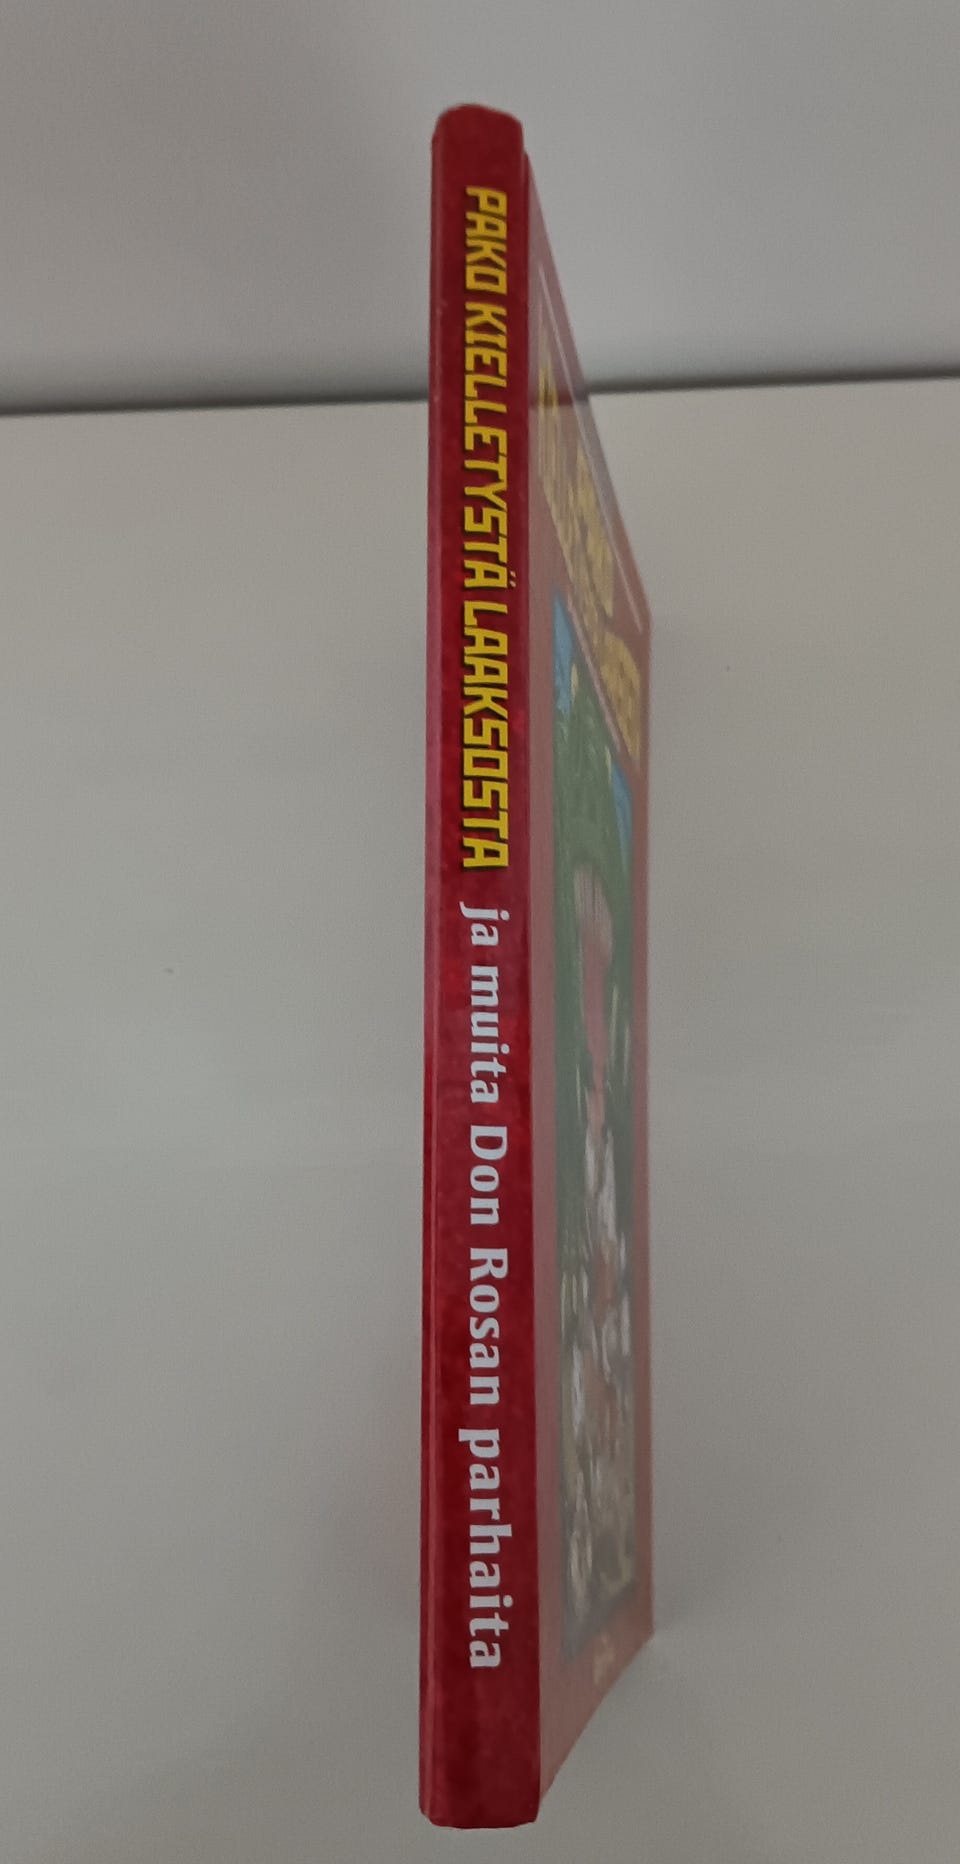 PAKO KIELLETYSTÄ LAAKSOSTA ja muita Don Rosan parhaita